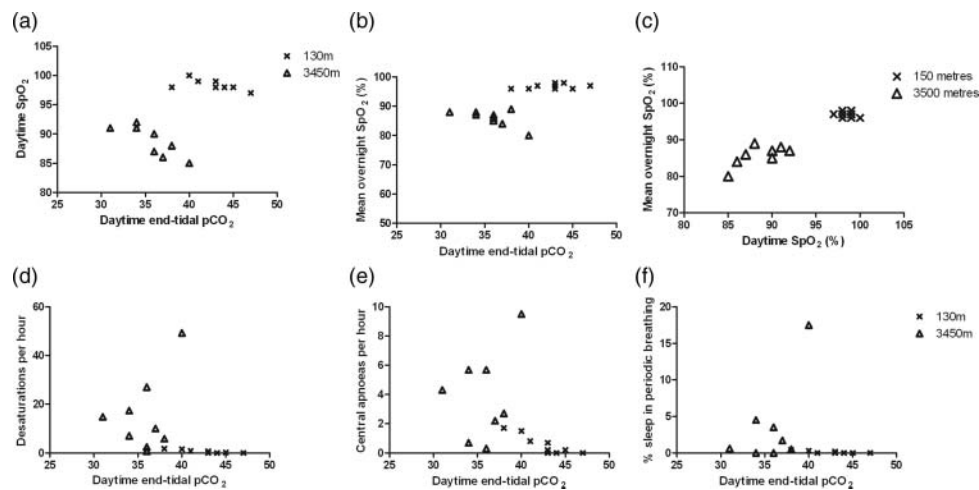 (a)
105
100
95
90
85
80
25 30 35 40 45 50
Daytime SpO2
Daytime end-tidal pCO2
130m
3450m
(b)
100
90
80
70
60
50
25 30 35 40 45 50
Mean overnight SpO2 (%)
Daytime end-tidal pCO2
(c)
110
100
90
80
70
80 85 90 95 100 105
Mean overnight SpO2 (%)
Daytime SpO2 (%)
150 metres
3500 metres
(d)
60
40
20
0
25 30 35 40 45 50
Desaturations per hour
Daytime end-tidal pCO2
(e)
10
8
6
4
2
0
25 30 35 40 45 50
Central apnoeas per hour
Daytime end-tidal pCO2
(f)
20
15
10
5
0
25 30 35 40 45 50
% sleep in periodic breathing
Daytime end-tidal pCO2
130m
3450m